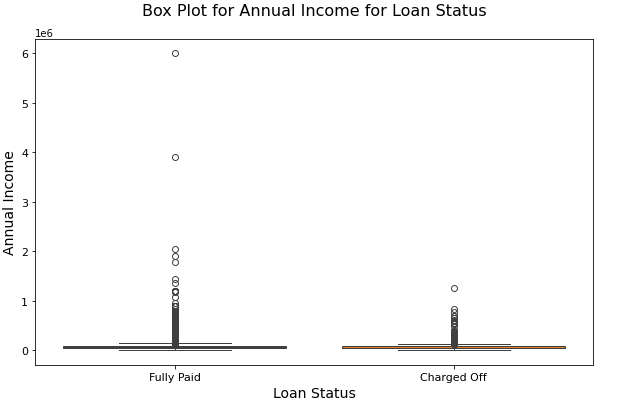 Box Plot for Annual Income for Loan Status
1e6
6
5
4
3
2
1
0
Annual Income
Fully Paid
Charged Off
Loan Status